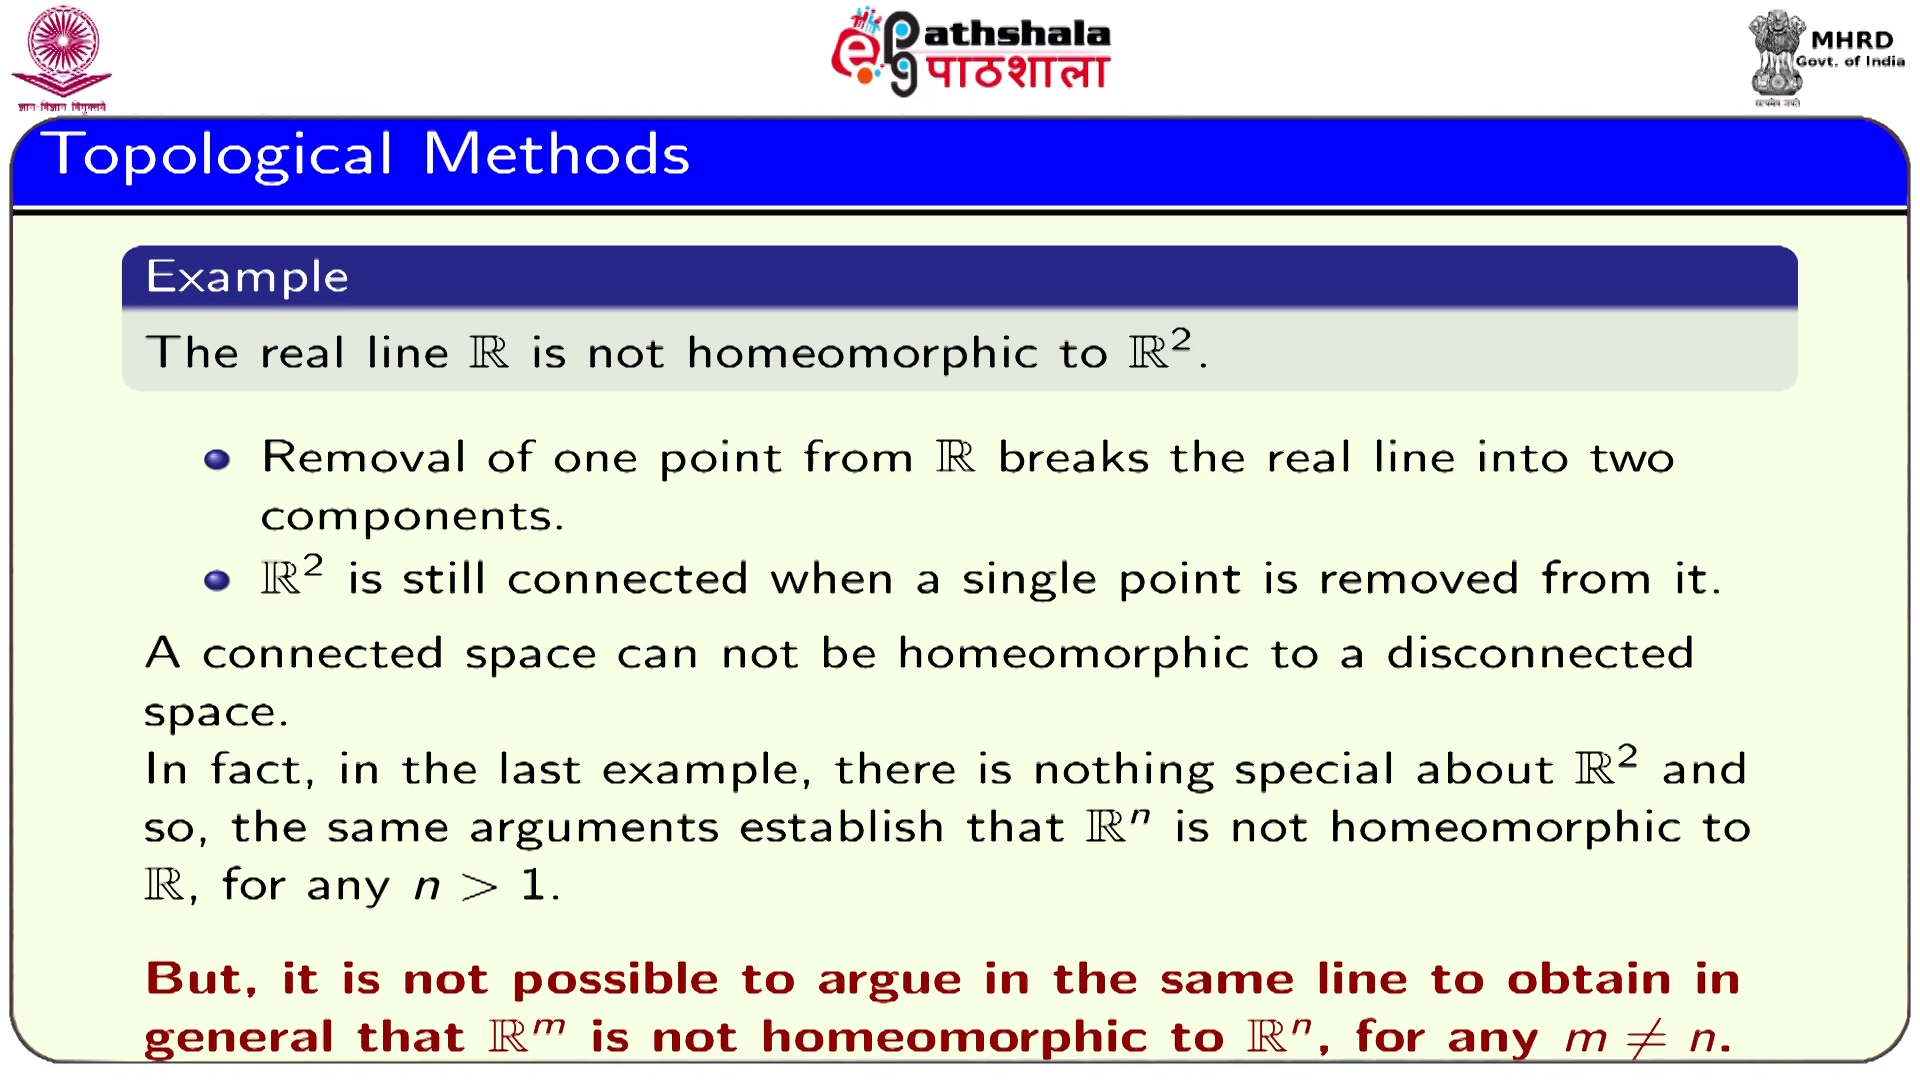 ज्ञान-विज्ञान विमुक्तये
epg
athshala
पाठशाला
MHRD
Govt. of India
सत्यमेव जयते
Topological Methods
Example
The real line ℝ is not homeomorphic to ℝ².
Removal of one point from ℝ breaks the real line into two
components.
ℝ² is still connected when a single point is removed from it.
A connected space can not be homeomorphic to a disconnected
space.
In fact, in the last example, there is nothing special about ℝ² and
so, the same arguments establish that ℝⁿ is not homeomorphic to
ℝ, for any n > 1.
But, it is not possible to argue in the same line to obtain in
general that ℝᵐ is not homeomorphic to ℝⁿ, for any m ≠ n.